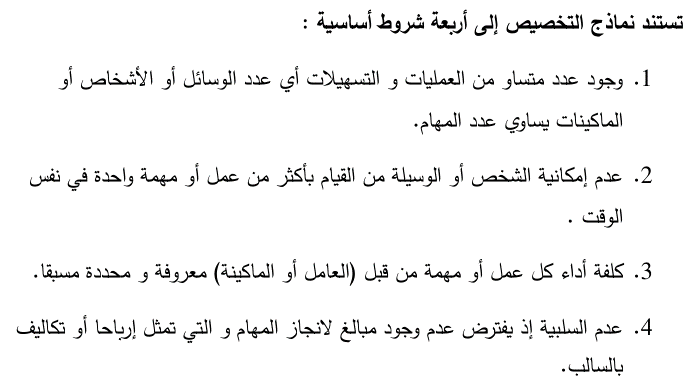 تستند نماذج التخصيص إلى أربعة شروط أساسية :
1. وجود عدد متساو من العمليات و التسهيلات أي عدد الوسائل أو الأشخاص أو
الماكينات يساوي عدد المهام.
2. عدم إمكانية الشخص أو الوسيلة من القيام بأكثر من عمل أو مهمة واحدة في نفس
الوقت .
3. كلفة أداء كل عمل أو مهمة من قبل (العامل أو الماكينة) معروفة و محددة مسبقا.
4. عدم السلبية إذ يفترض عدم وجود مبالغ لانجاز المهام و التي تمثل إرباحا أو تكاليف
بالسالب.